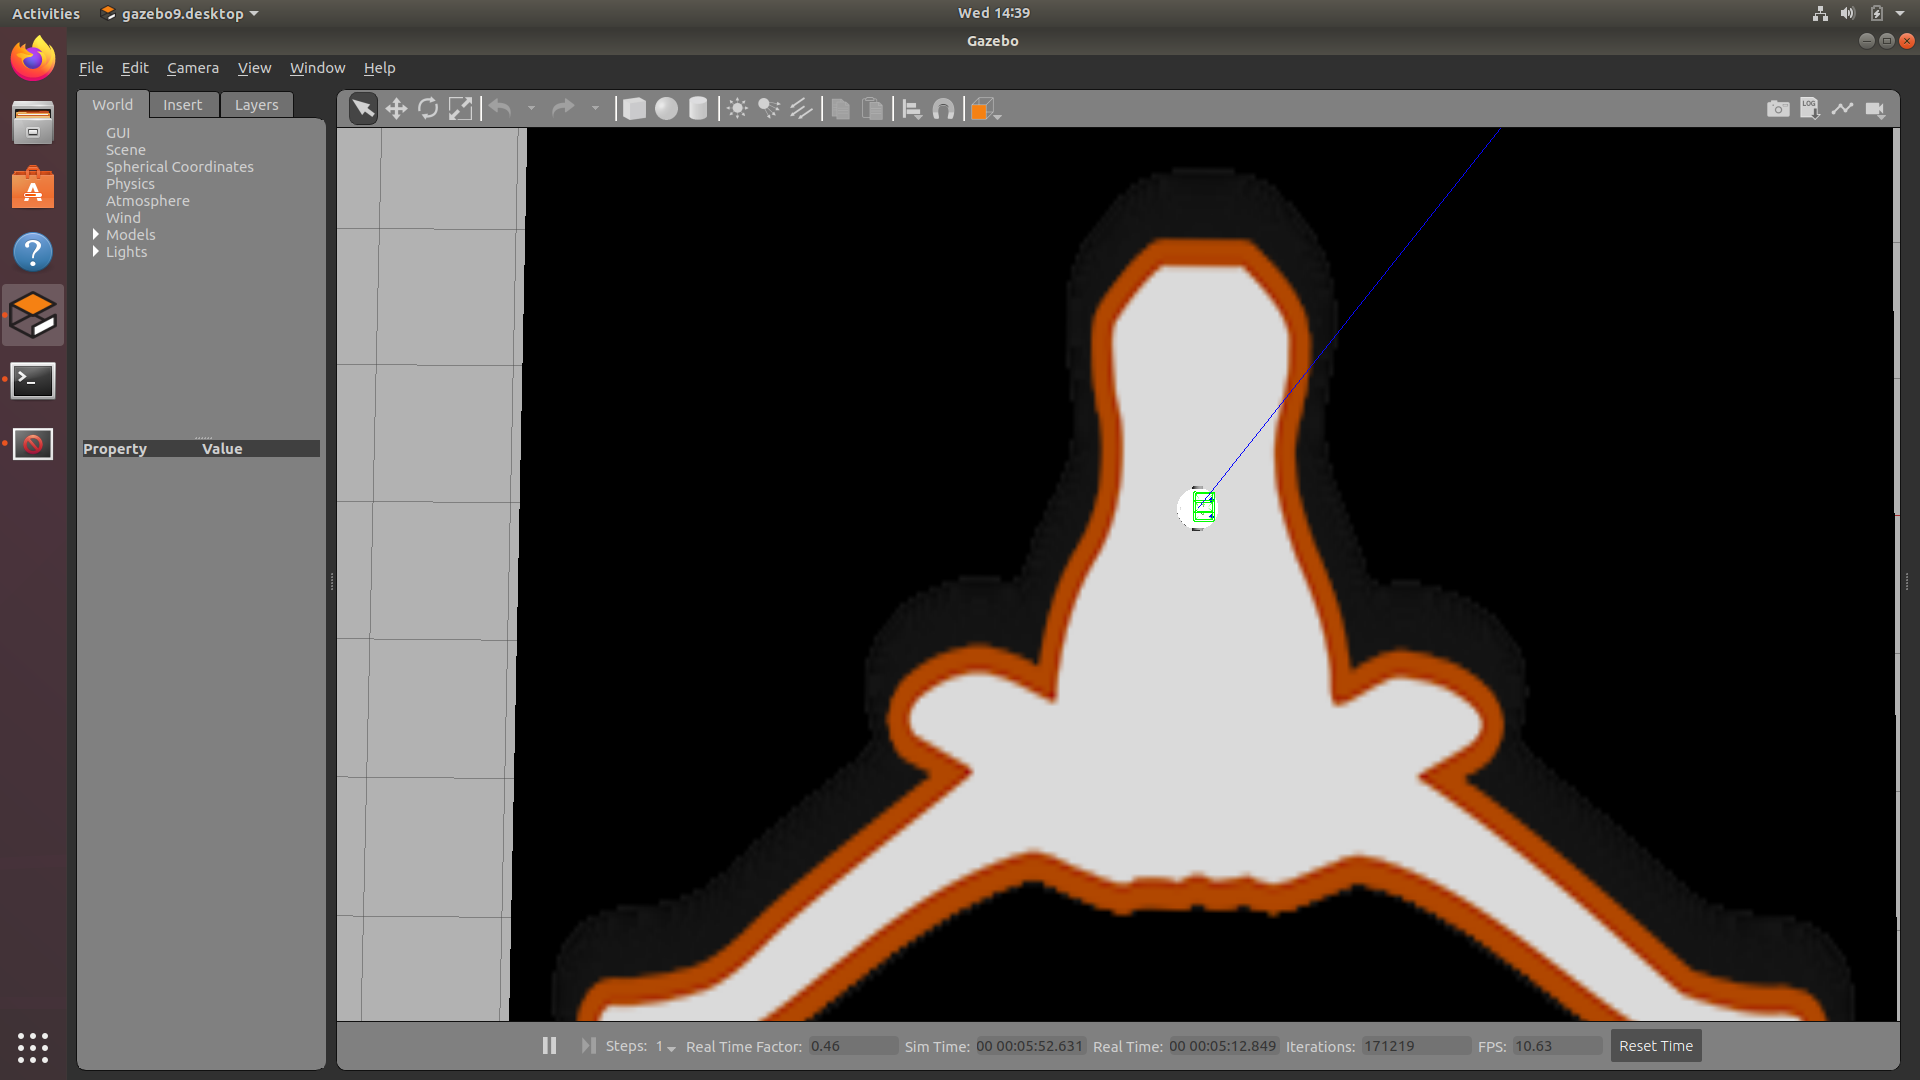 Activities gazebo9.desktop Wed 14:39
Gazebo
File Edit Camera View Window Help
World Insert Layers
LOG
GUI
Scene
Spherical Coordinates
Physics
Atmosphere
Wind
Models
Lights
Property Value
Steps: 1 Real Time Factor: 0.46 Sim Time: 00 00:05:52.631 Real Time: 00 00:05:12.849 Iterations: 171219 FPS: 10.63 Reset Time